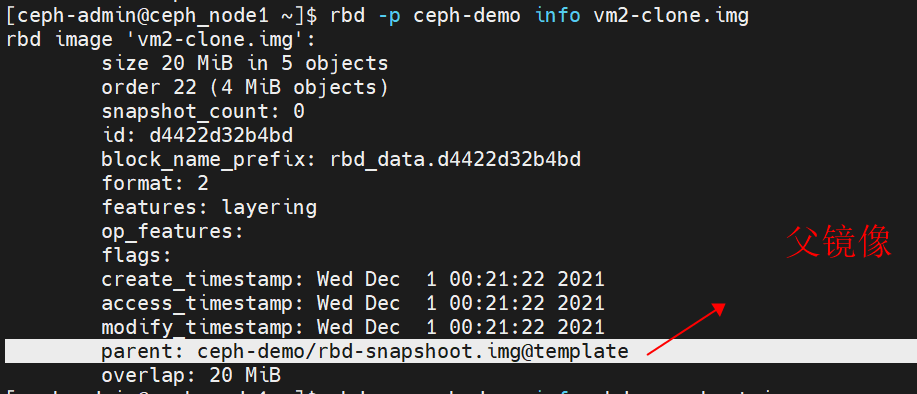 [ceph-admin@ceph_node1 ~]$ rbd -p ceph-demo info vm2-clone.img
rbd image 'vm2-clone.img':
size 20 MiB in 5 objects
order 22 (4 MiB objects)
snapshot_count: 0
id: d4422d32b4bd
block_name_prefix: rbd_data.d4422d32b4bd
format: 2
features: layering
op_features:
flags:
父镜像
create_timestamp: Wed Dec  1 00:21:22 2021
access_timestamp: Wed Dec  1 00:21:22 2021
modify_timestamp: Wed Dec  1 00:21:22 2021
parent: ceph-demo/rbd-snapshoot.img@template
overlap: 20 MiB